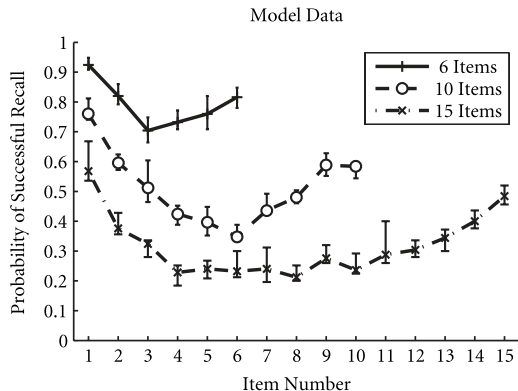 Model Data
1
0.9
0.8
0.7
0.6
0.5
0.4
0.3
0.2
0.1
0
Probability of Successful Recall
6 Items
10 Items
15 Items
1 2 3 4 5 6 7 8 9 10 11 12 13 14 15
Item Number